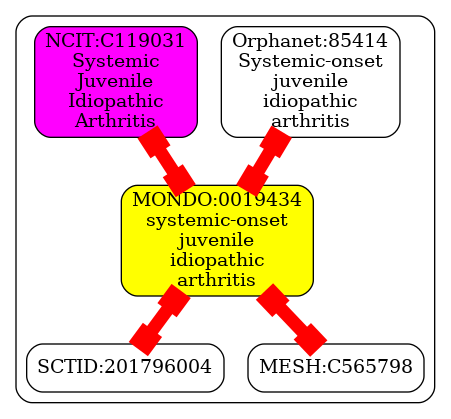 NCIT:C119031
Systemic
Juvenile
Idiopathic
Arthritis
Orphanet:85414
Systemic-onset
juvenile
idiopathic
arthritis
MONDO:0019434
systemic-onset
juvenile
idiopathic
arthritis
SCTID:201796004
MESH:C565798